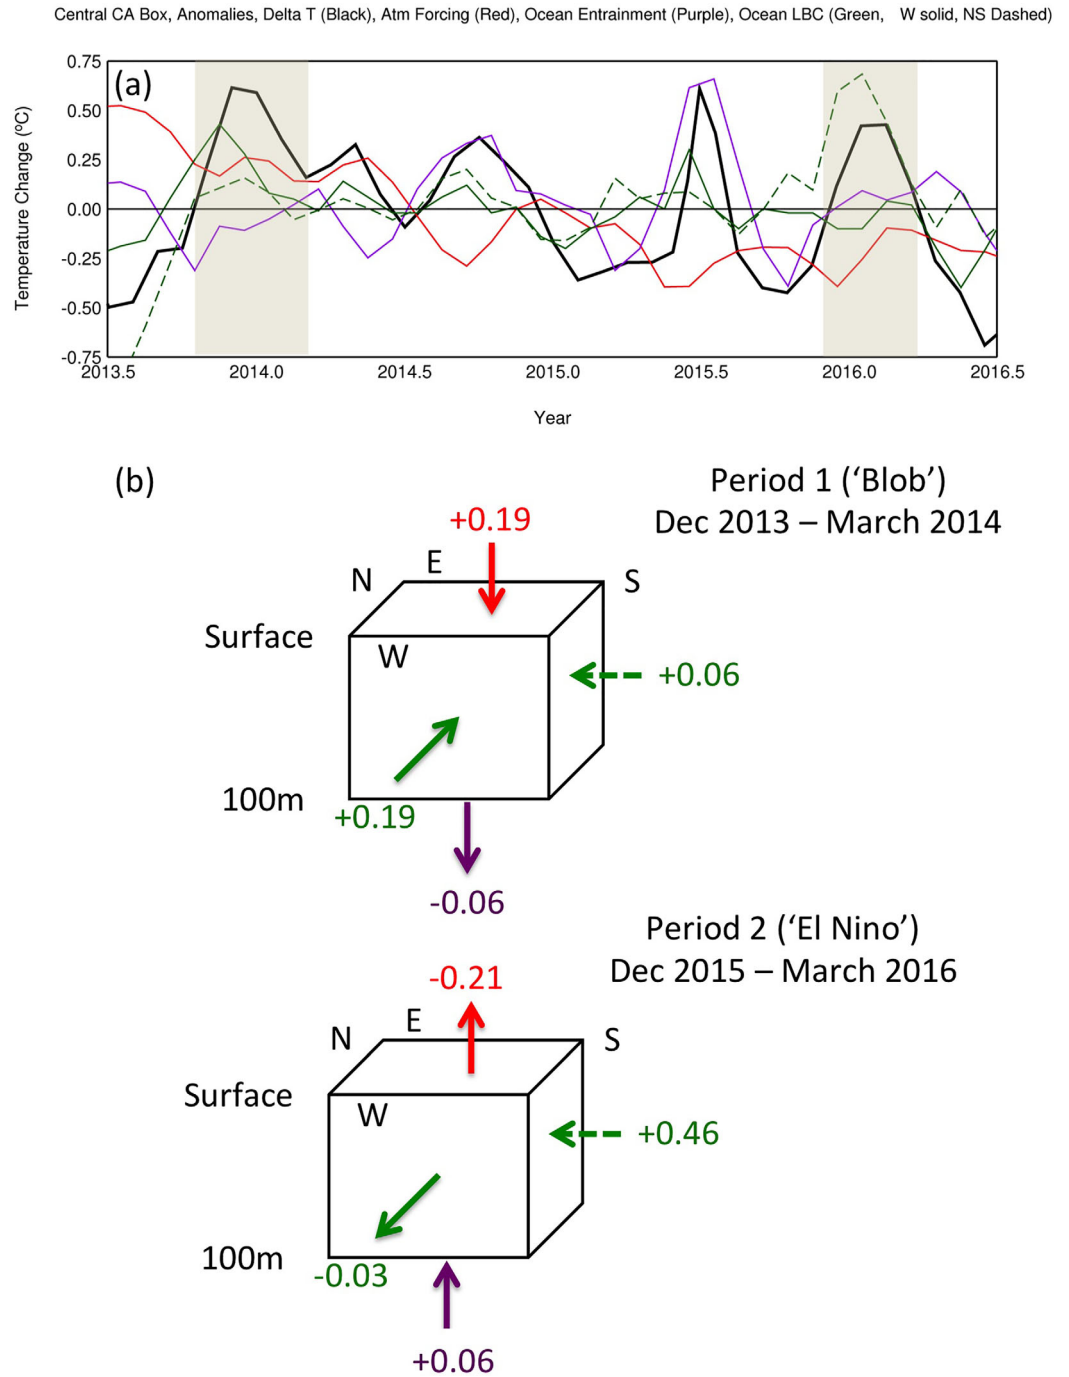 Central CA Box, Anomalies, Delta T (Black), Atm Forcing (Red), Ocean Entrainment (Purple), Ocean LBC (Green, W solid, NS Dashed)
(a)
Temperature Change (ºC)
0.75
0.50
0.25
0.00
-0.25
-0.50
-0.75
2013.5 2014.0 2014.5 2015.0 2015.5 2016.0 2016.5
Year
(b)
Period 1 (‘Blob’)
Dec 2013 – March 2014
+0.19
N E S
Surface
W
+0.06
100m
+0.19
-0.06
Period 2 (‘El Nino’)
Dec 2015 – March 2016
-0.21
N E S
Surface
W
+0.46
100m
-0.03
+0.06